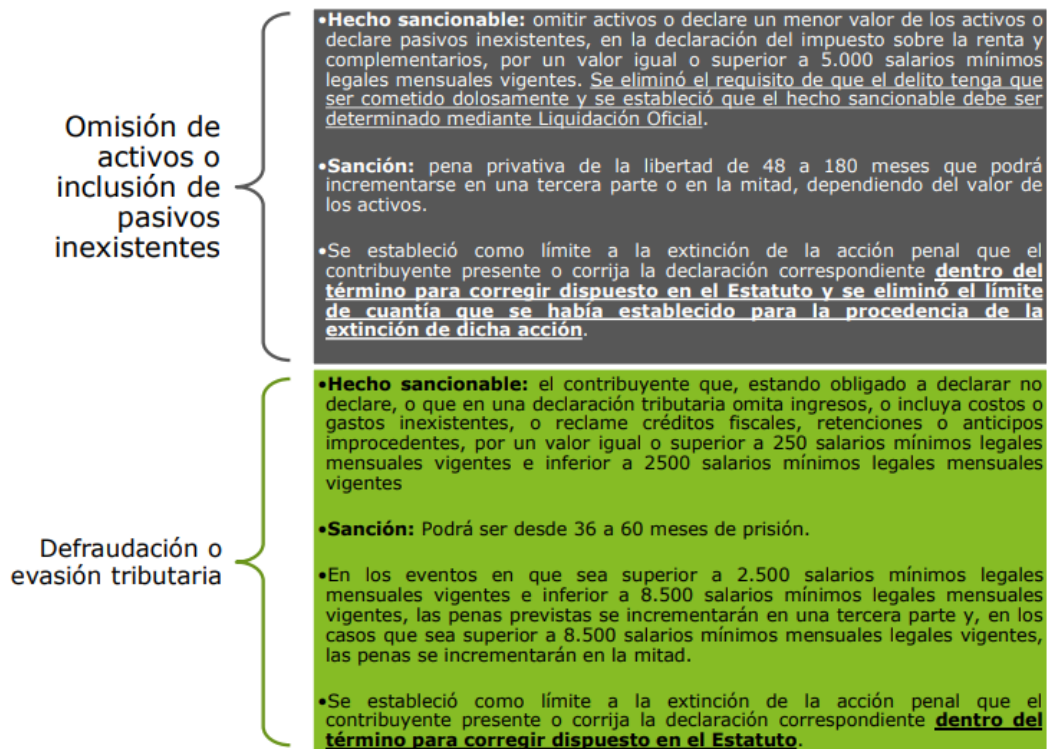 Omisión de
activos o
inclusión de
pasivos
inexistentes
•Hecho sancionable: omitir activos o declare un menor valor de los activos o
declare pasivos inexistentes, en la declaración del impuesto sobre la renta y
complementarios, por un valor igual o superior a 5.000 salarios mínimos
legales mensuales vigentes. Se eliminó el requisito de que el delito tenga que
ser cometido dolosamente y se estableció que el hecho sancionable debe ser
determinado mediante Liquidación Oficial.
•Sanción: pena privativa de la libertad de 48 a 180 meses que podrá
incrementarse en una tercera parte o en la mitad, dependiendo del valor de
los activos.
•Se estableció como límite a la extinción de la acción penal que el
contribuyente presente o corrija la declaración correspondiente dentro del
término para corregir dispuesto en el Estatuto y se eliminó el límite
de cuantía que se había establecido para la procedencia de la
extinción de dicha acción.
Defraudación o
evasión tributaria
•Hecho sancionable: el contribuyente que, estando obligado a declarar no
declare, o que en una declaración tributaria omita ingresos, o incluya costos o
gastos inexistentes, o reclame créditos fiscales, retenciones o anticipos
improcedentes, por un valor igual o superior a 250 salarios mínimos legales
mensuales vigentes e inferior a 2500 salarios mínimos legales mensuales
vigentes
•Sanción: Podrá ser desde 36 a 60 meses de prisión.
•En los eventos en que sea superior a 2.500 salarios mínimos legales
mensuales vigentes e inferior a 8.500 salarios mínimos legales mensuales
vigentes, las penas previstas se incrementarán en una tercera parte y, en los
casos que sea superior a 8.500 salarios mínimos mensuales legales vigentes,
las penas se incrementarán en la mitad.
•Se estableció como límite a la extinción de la acción penal que el
contribuyente presente o corrija la declaración correspondiente dentro del
término para corregir dispuesto en el Estatuto.